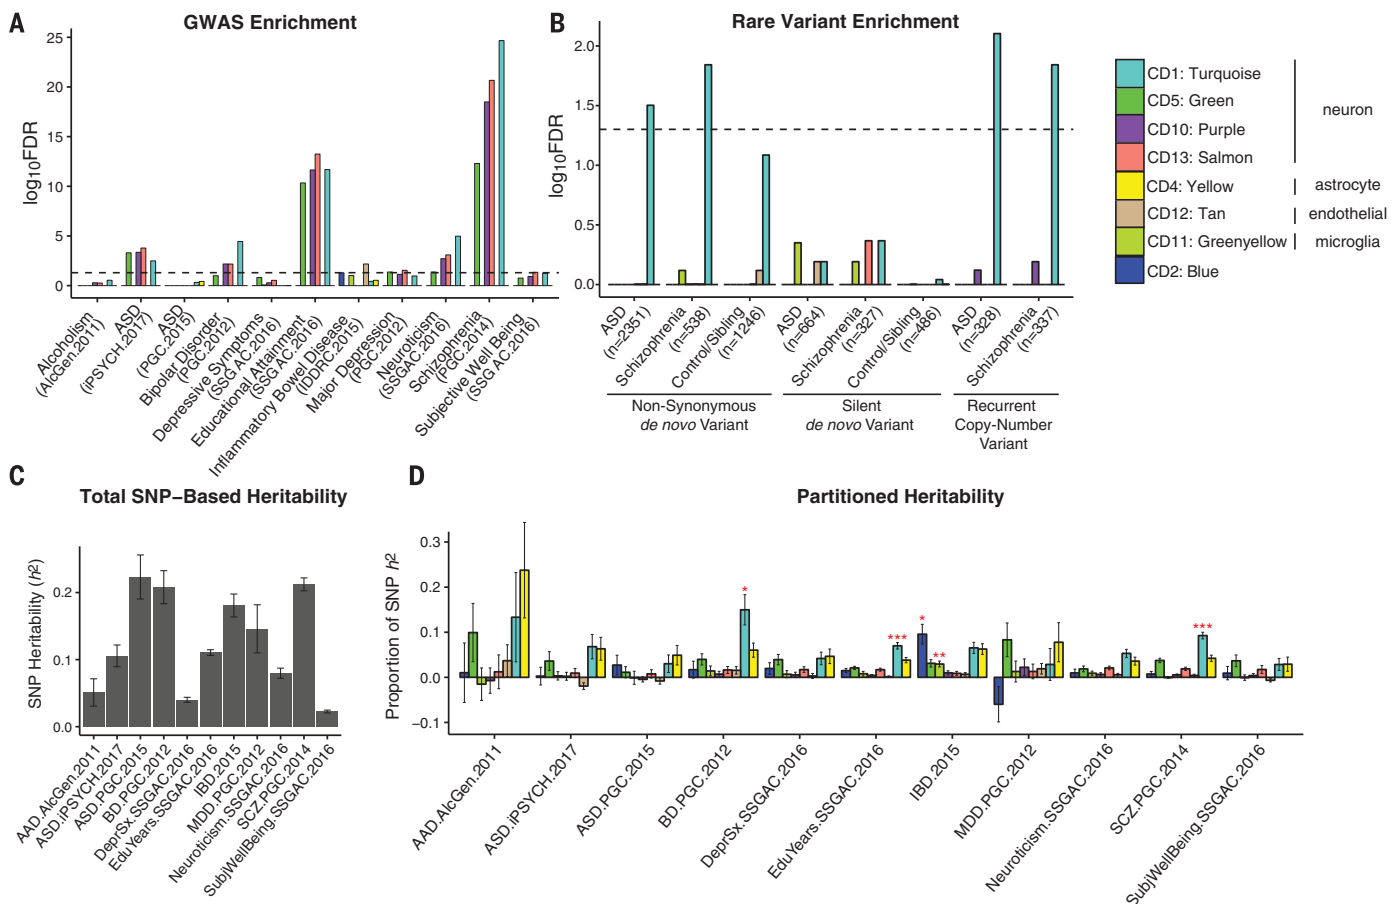 A
GWAS Enrichment
log10FDR
25
20
15
10
5
0
Alcoholism
(AlcGen.2011)
ASD
(iPSYCH.2017)
ASD
(PGC.2015)
Bipolar Disorder
(PGC.2012)
Depressive Symptoms
(SSGAC.2016)
Educational Attainment
(SSGAC.2016)
Inflammatory Bowel Disease
(IDDRC.2015)
Major Depression
(PGC.2012)
Neuroticism
(SSGAC.2016)
Schizophrenia
(PGC.2014)
Subjective Well Being
(SSGAC.2016)
B
Rare Variant Enrichment
log10FDR
2.0
1.5
1.0
0.5
0.0
ASD
(n=2351)
Schizophrenia
(n=538)
Control/Sibling
(n=1246)
ASD
(n=664)
Schizophrenia
(n=327)
Control/Sibling
(n=486)
ASD
(n=328)
Schizophrenia
(n=337)
Non-Synonymous
de novo Variant
Silent
de novo Variant
Recurrent
Copy-Number
Variant
CD1: Turquoise
CD5: Green
CD10: Purple
CD13: Salmon
CD4: Yellow
CD12: Tan
CD11: Greenyellow
CD2: Blue
neuron
astrocyte
endothelial
microglia
C
Total SNP-Based Heritability
SNP Heritability (h2)
0.2
0.1
0.0
AAD.AlcGen.2011
ASD.iPSYCH.2017
ASD.PGC.2015
BD.PGC.2012
DeprSx.SSGAC.2016
EduYears.SSGAC.2016
IBD.2015
MDD.PGC.2012
Neuroticism.SSGAC.2016
SCZ.PGC.2014
SubjWellBeing.SSGAC.2016
D
Partitioned Heritability
Proportion of SNP h2
0.3
0.2
0.1
0.0
−0.1
*
***
*
**
***
AAD.AlcGen.2011
ASD.iPSYCH.2017
ASD.PGC.2015
BD.PGC.2012
DeprSx.SSGAC.2016
EduYears.SSGAC.2016
IBD.2015
MDD.PGC.2012
Neuroticism.SSGAC.2016
SCZ.PGC.2014
SubjWellBeing.SSGAC.2016